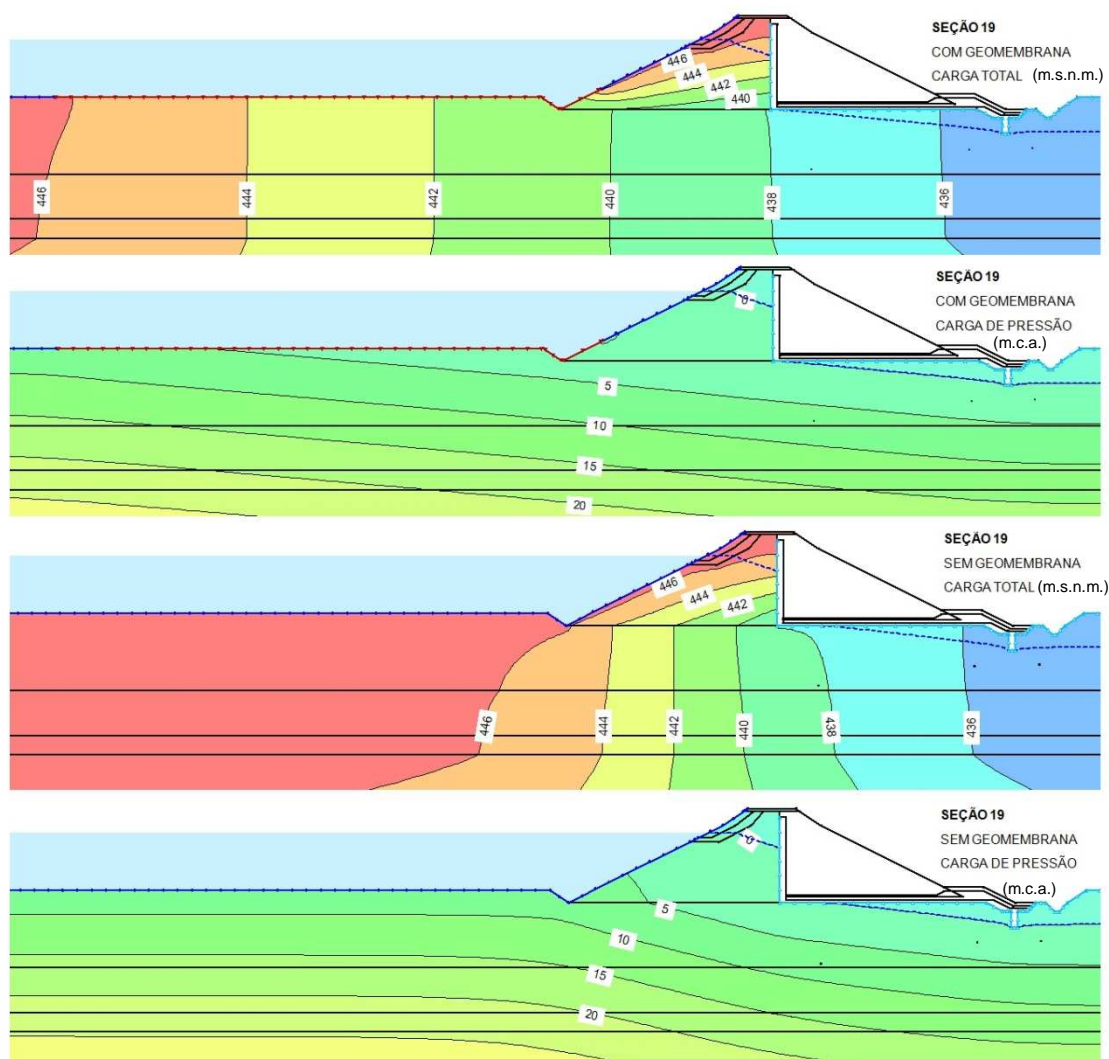 SEÇÃO 19
COM GEOMEMBRANA
CARGA TOTAL (m.s.n.m.)
446
444
442
440
446
444
442
440
438
436
SEÇÃO 19
COM GEOMEMBRANA
CARGA DE PRESSÃO
(m.c.a.)
0
5
10
15
20
SEÇÃO 19
SEM GEOMEMBRANA
CARGA TOTAL (m.s.n.m.)
446
444
442
446
444
442
440
438
436
SEÇÃO 19
SEM GEOMEMBRANA
CARGA DE PRESSÃO
(m.c.a.)
0
5
10
15
20